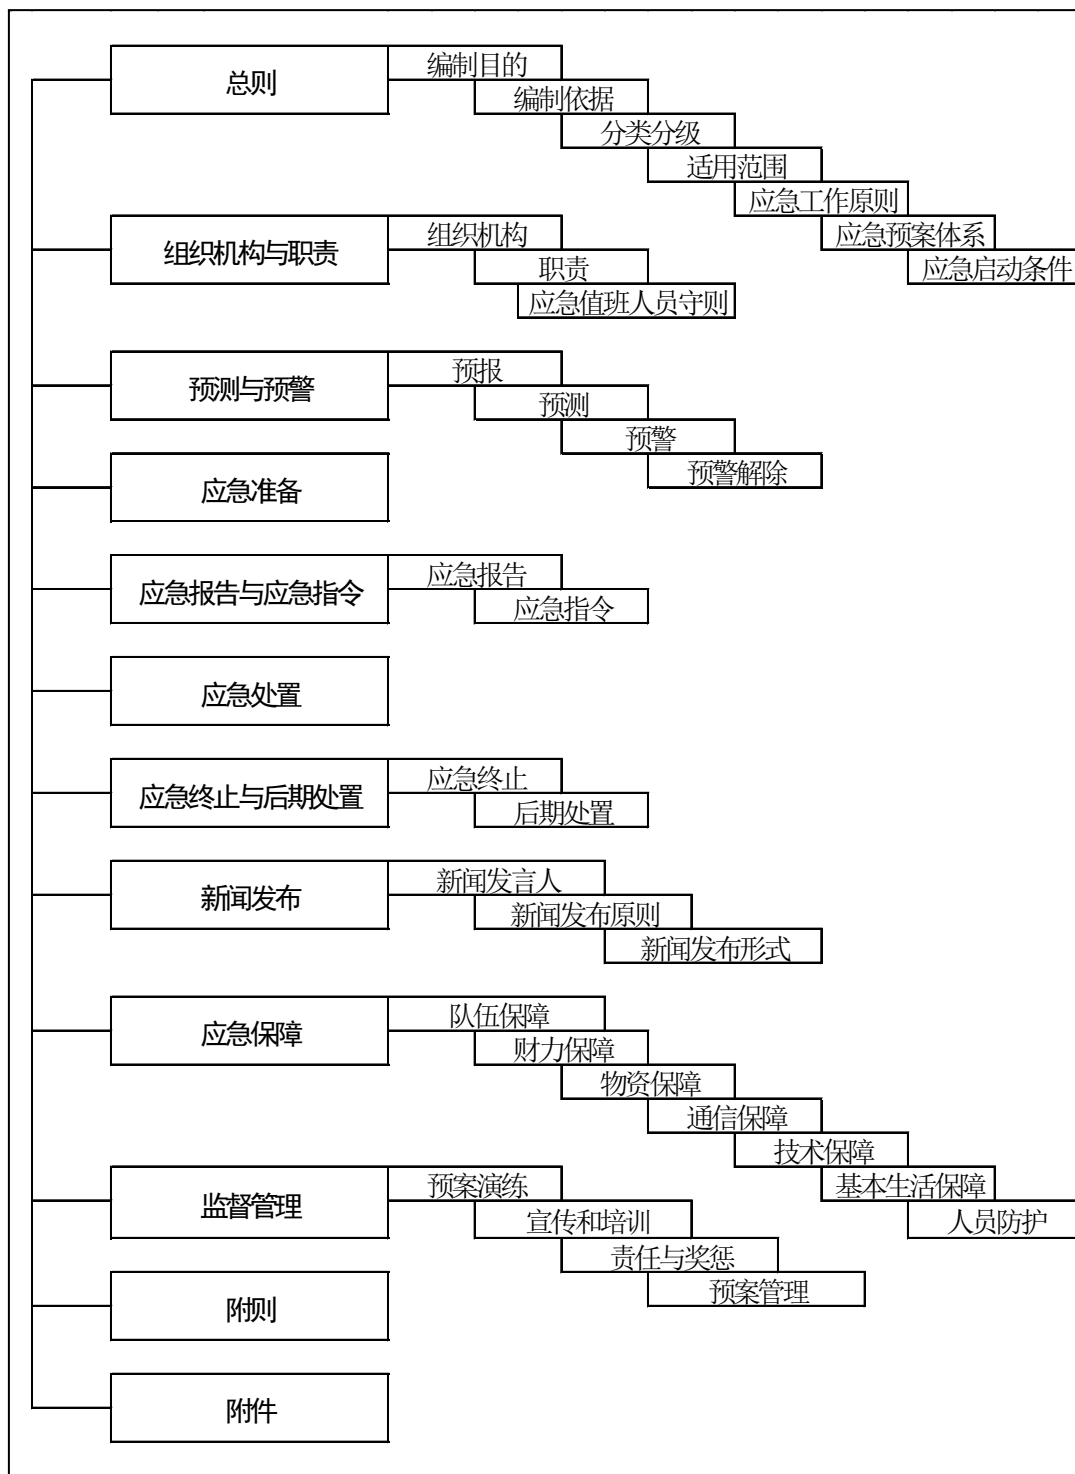 总则
编制目的
编制依据
分类分级
适用范围
应急工作原则
应急预案体系
应急启动条件
组织机构与职责
组织机构
职责
应急值班人员守则
预测与预警
预报
预测
预警
预警解除
应急准备
应急报告与应急指令
应急报告
应急指令
应急处置
应急终止与后期处置
应急终止
后期处置
新闻发布
新闻发言人
新闻发布原则
新闻发布形式
应急保障
队伍保障
财力保障
物资保障
通信保障
技术保障
基本生活保障
人员防护
监督管理
预案演练
宣传和培训
责任与奖惩
预案管理
附则
附件